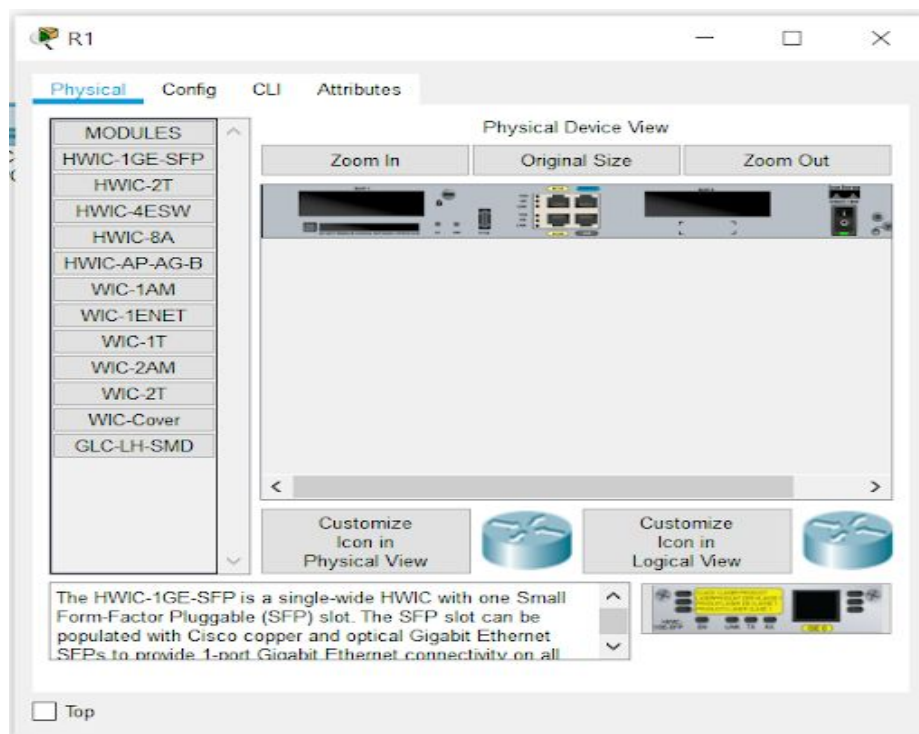 R1
Physical Config CLI Attributes
MODULES
HWIC-1GE-SFP
HWIC-2T
HWIC-4ESW
HWIC-8A
HWIC-AP-AG-B
WIC-1AM
WIC-1ENET
WIC-1T
WIC-2AM
WIC-2T
WIC-Cover
GLC-LH-SMD
Physical Device View
Zoom In Original Size Zoom Out
Customize
Icon in
Physical View
Customize
Icon in
Logical View
The HWIC-1GE-SFP is a single-wide HWIC with one Small
Form-Factor Pluggable (SFP) slot. The SFP slot can be
populated with Cisco copper and optical Gigabit Ethernet
SFPs to provide 1-port Gigabit Ethernet connectivity on all
Top